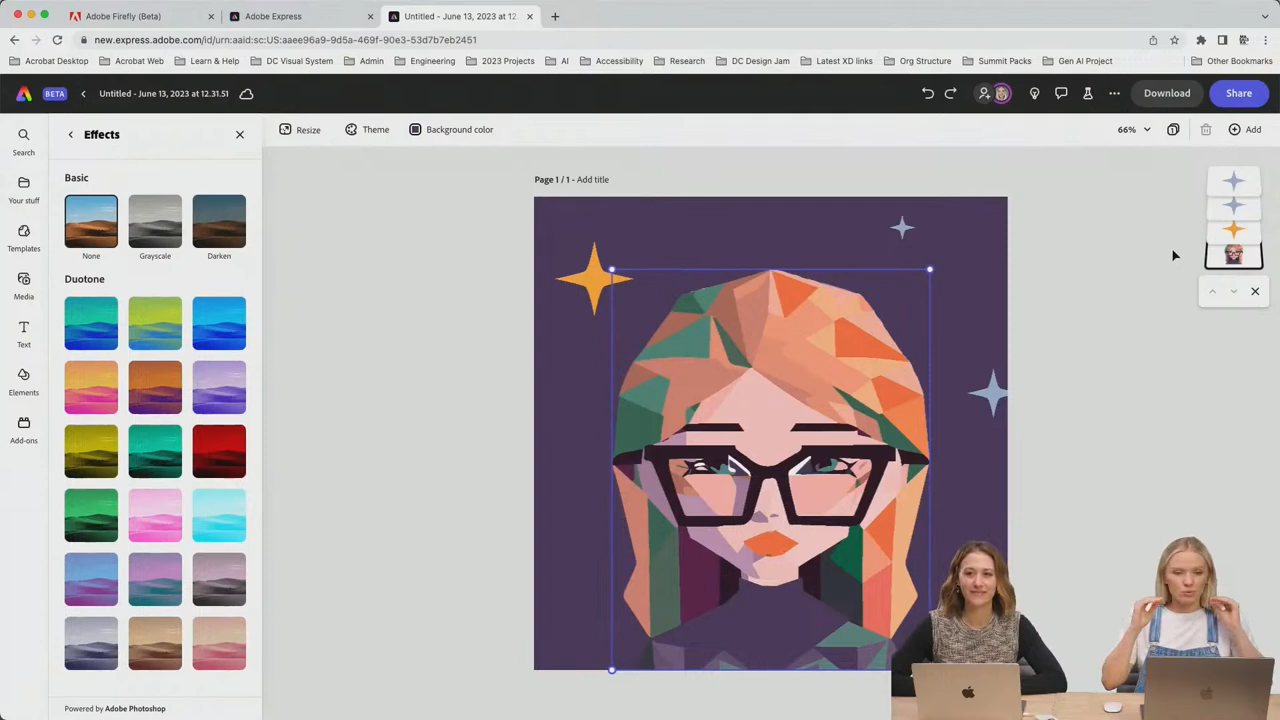 Adobe Firefly (Beta)
Adobe Express
Untitled - June 13, 2023 at 12.
new.express.adobe.com/id/urn:aaid:sc:US:aaee96a9-9d5a-469f-90e3-53d7b7eb2451
Acrobat Desktop
Acrobat Web
Learn & Help
DC Visual System
Admin
Engineering
2023 Projects
AI
Accessibility
Research
DC Design Jam
Latest XD links
Org Structure
Summit Packs
Gen AI Project
Other Bookmarks
BETA
Untitled - June 13, 2023 at 12.31.51
Download
Share
Search
Your stuff
Templates
Media
Text
Elements
Add-ons
Effects
Basic
None
Grayscale
Darken
Duotone
Powered by Adobe Photoshop
Resize
Theme
Background color
66%
1
Add
Page 1 / 1 - Add title